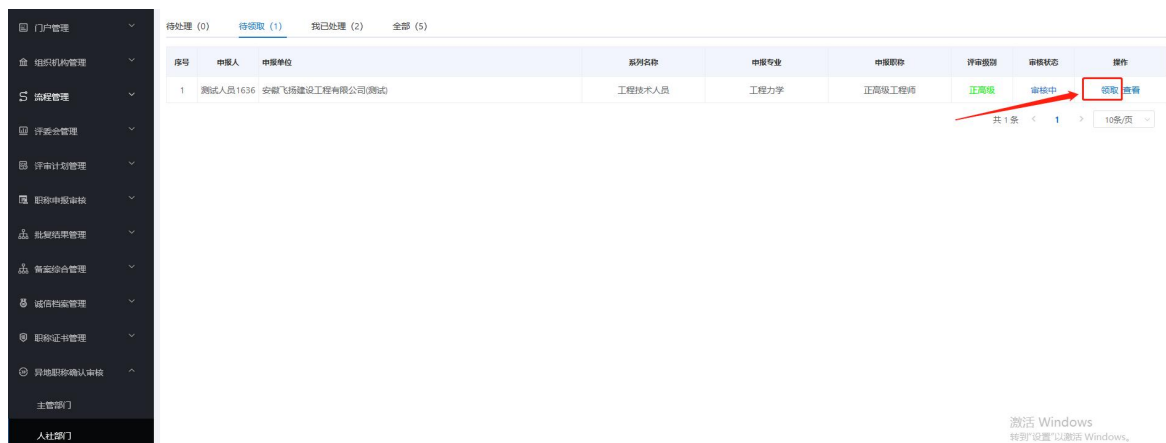 门户管理
组织机构管理
流程管理
评委会管理
评审计划管理
职称申报审核
批复结果管理
备案综合管理
诚信档案管理
职称证书管理
异地职称确认审核
主管部门
人社部门
待处理 (0) 待领取 (1) 我已处理 (2) 全部 (5)
序号 申报人 申报单位 系列名称 申报专业 申报职称 评审级别 审核状态 操作
1 测试人员1636 安徽飞扬建设工程有限公司(测试) 工程技术人员 工程力学 正高级工程师 正高级 审核中 领取 查看
共 1 条 < 1 > 10条/页
激活 Windows
转到"设置"以激活 Windows。